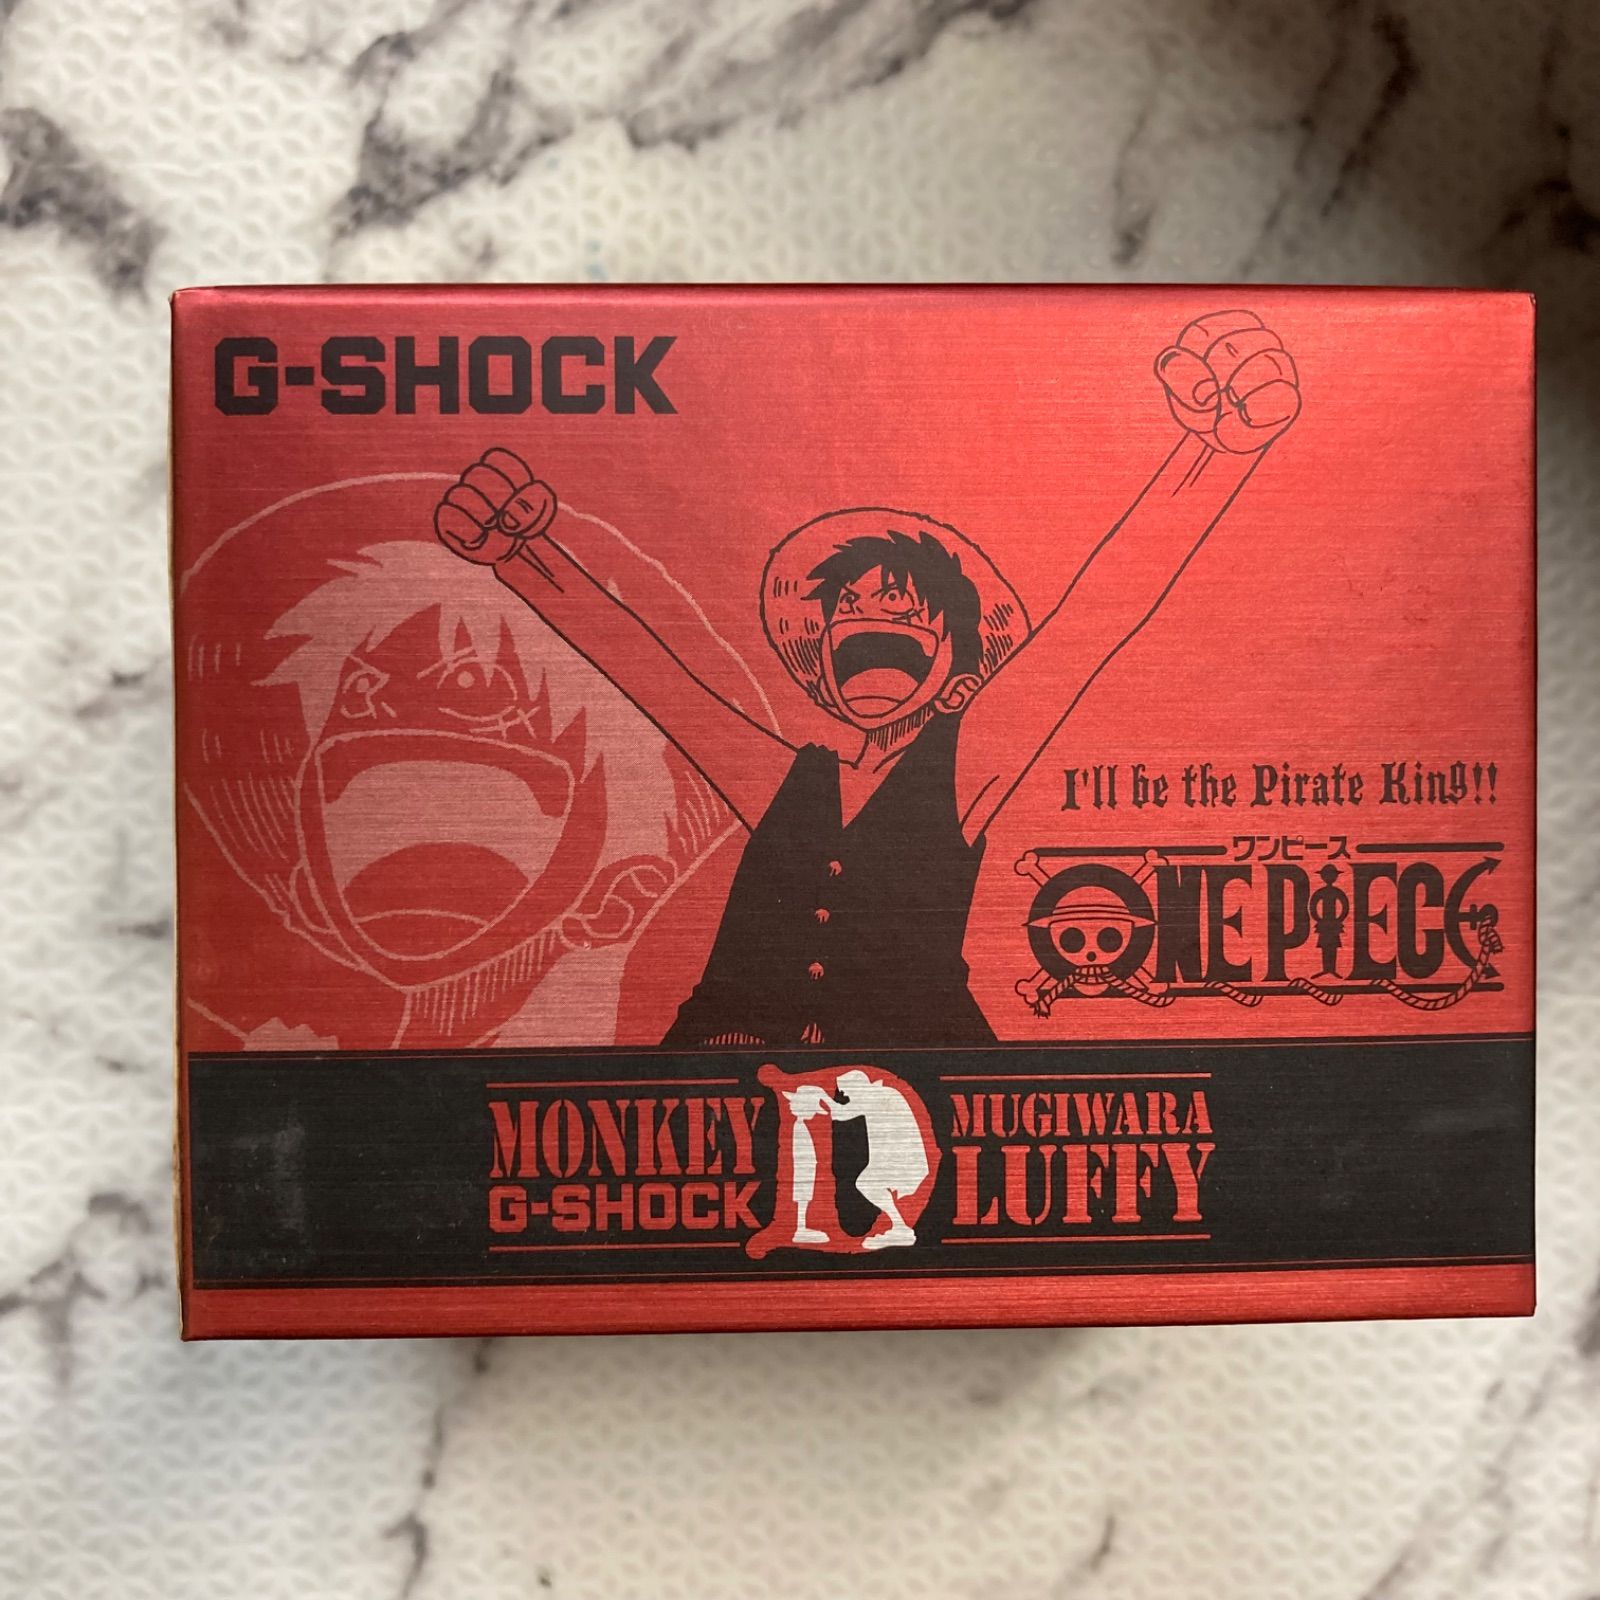 G-SHOCK
I'll be the Pirate King!!
ワンピース
ONE PIECE
MONKEY D MUGIWARA
G-SHOCK LUFFY